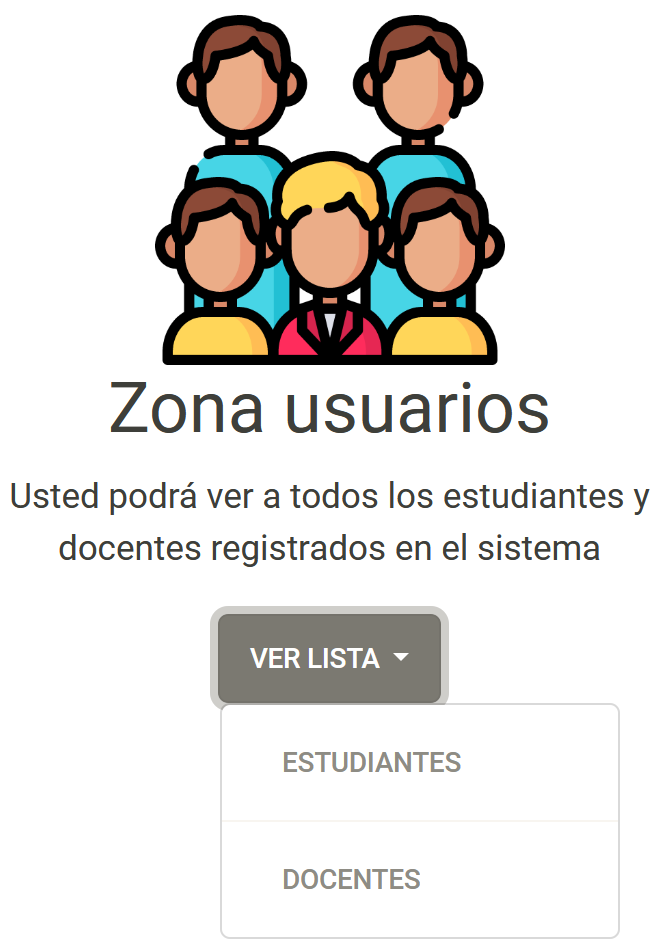 Zona usuarios
Usted podrá ver a todos los estudiantes y
docentes registrados en el sistema
VER LISTA
ESTUDIANTES
DOCENTES